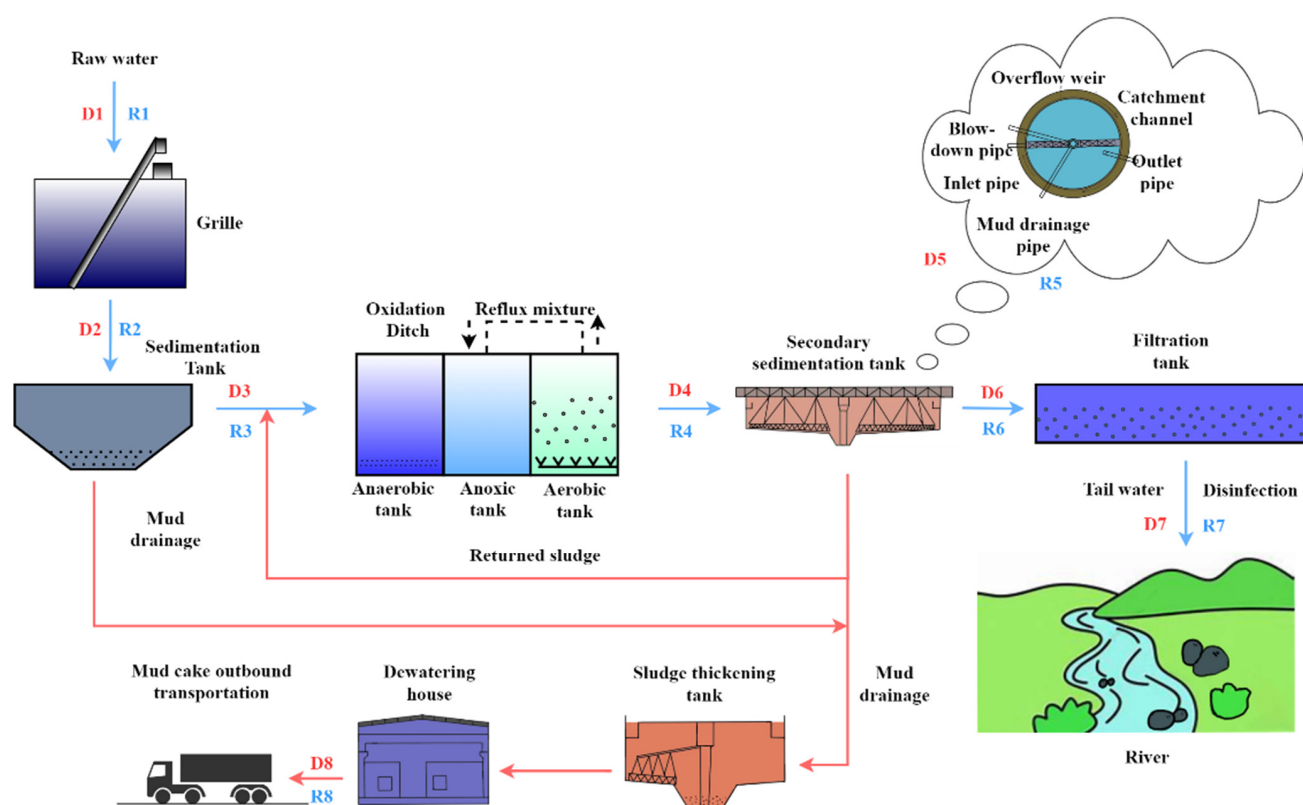 Raw water
D1
R1
Grille
D2
R2
Sedimentation
Tank
D3
R3
Oxidation
Ditch
Reflux mixture
Anaerobic
tank
Anoxic
tank
Aerobic
tank
D4
R4
Secondary
sedimentation tank
D5
R5
Overflow weir
Catchment
channel
Blow-
down pipe
Inlet pipe
Outlet
pipe
Mud drainage
pipe
D6
R6
Filtration
tank
Tail water
Disinfection
D7
R7
River
Mud
drainage
Returned sludge
Mud
drainage
Sludge thickening
tank
Dewatering
house
D8
R8
Mud cake outbound
transportation